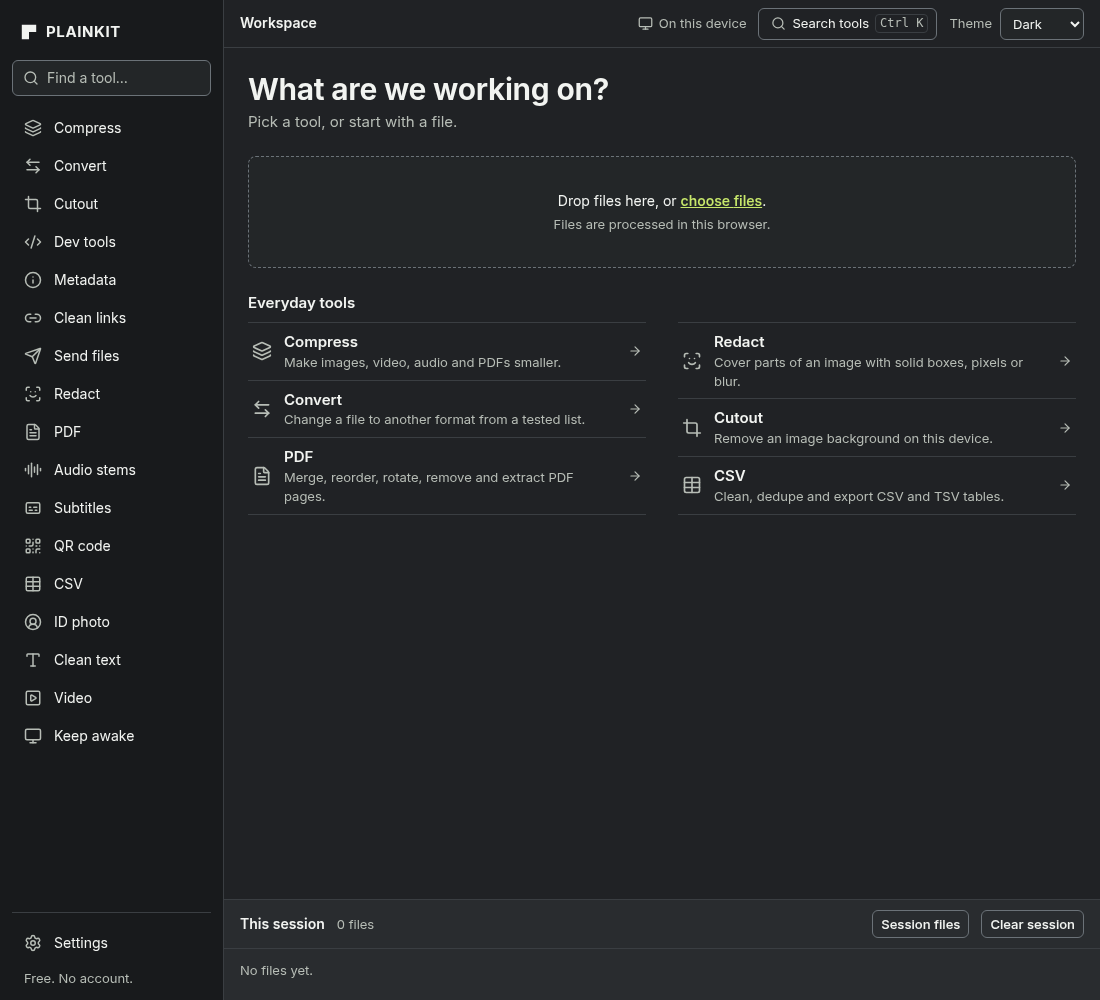 PLAINKIT
Find a tool...
Compress
Convert
Cutout
Dev tools
Metadata
Clean links
Send files
Redact
PDF
Audio stems
Subtitles
QR code
CSV
ID photo
Clean text
Video
Keep awake
Settings
Free. No account.
Workspace
On this device
Search tools Ctrl K
Theme
Dark
What are we working on?
Pick a tool, or start with a file.
Drop files here, or choose files.
Files are processed in this browser.
Everyday tools
Compress
Make images, video, audio and PDFs smaller.
Convert
Change a file to another format from a tested list.
PDF
Merge, reorder, rotate, remove and extract PDF
pages.
Redact
Cover parts of an image with solid boxes, pixels or
blur.
Cutout
Remove an image background on this device.
CSV
Clean, dedupe and export CSV and TSV tables.
This session 0 files
Session files
Clear session
No files yet.